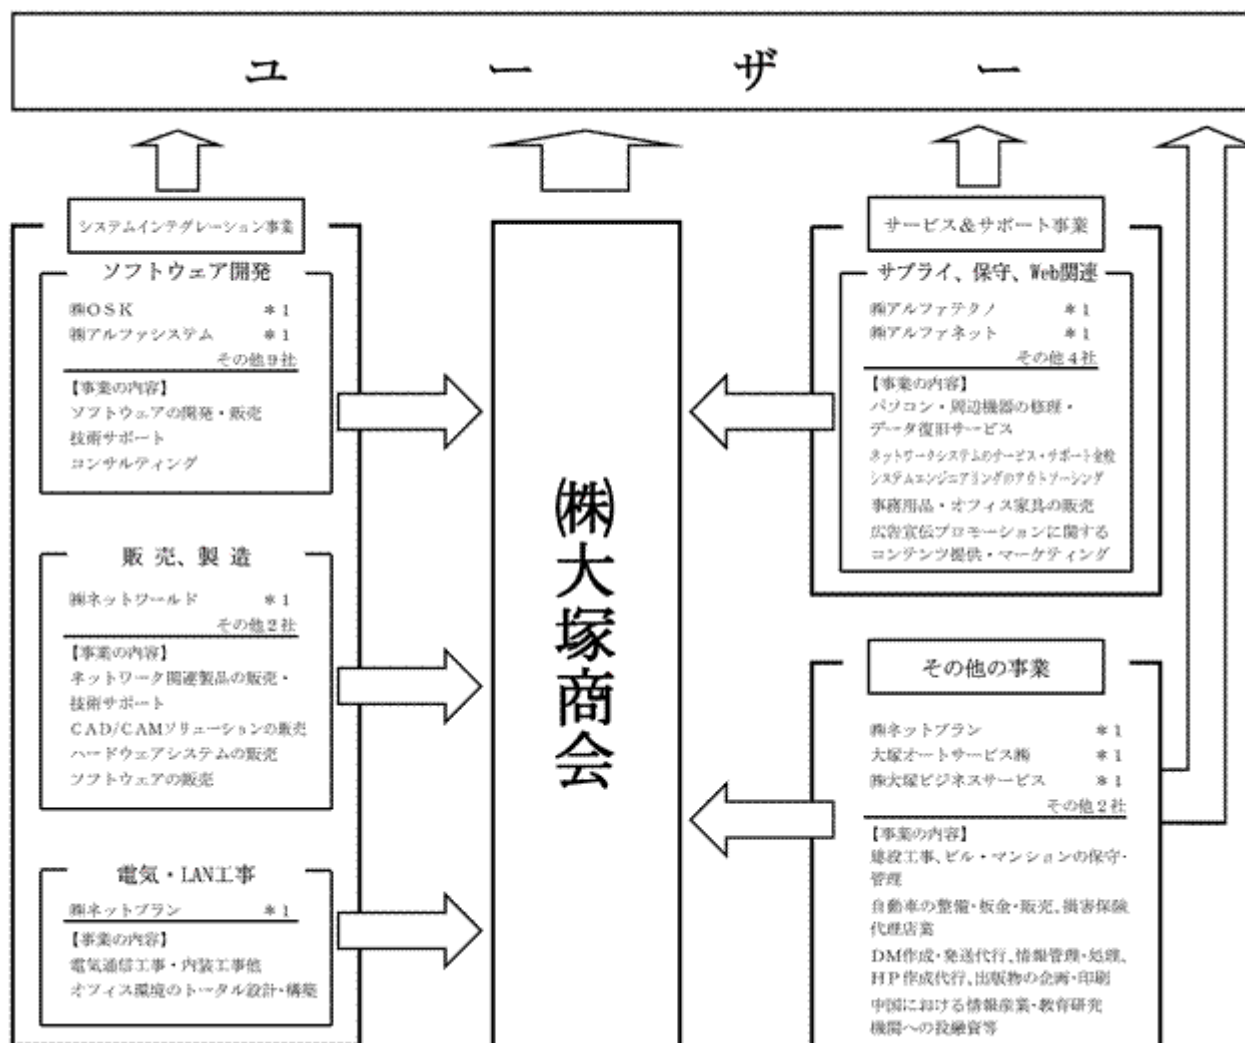 ユーザー
システムインテグレーション事業
ソフトウェア開発
㈱OSK ＊1
㈱アルファシステム ＊1
その他9社
【事業の内容】
ソフトウェアの開発・販売
技術サポート
コンサルティング
販売、製造
㈱ネットワールド ＊1
その他2社
【事業の内容】
ネットワーク関連製品の販売・
技術サポート
CAD/CAMソリューションの販売
ハードウェアシステムの販売
ソフトウェアの販売
電気・LAN工事
㈱ネットプラン ＊1
【事業の内容】
電気通信工事・内装工事他
オフィス環境のトータル設計・構築
㈱大塚商会
サービス＆サポート事業
サプライ、保守、Web関連
㈱アルファテクノ ＊1
㈱アルファネット ＊1
その他4社
【事業の内容】
パソコン・周辺機器の修理・
データ復旧サービス
ネットワークシステムのサービス・サポート全般
システムエンジニアリングのアウトソーシング
事務用品・オフィス家具の販売
広告宣伝プロモーションに関する
コンテンツ提供・マーケティング
その他の事業
㈱ネットプラン ＊1
大塚オートサービス㈱ ＊1
㈱大塚ビジネスサービス ＊1
その他2社
【事業の内容】
建設工事、ビル・マンションの保守・
管理
自動車の整備・板金・販売、損害保険
代理店業
DM作成・発送代行、情報管理・処理、
HP作成代行、出版物の企画・印刷
中国における情報産業・教育研究
機関への投融資等